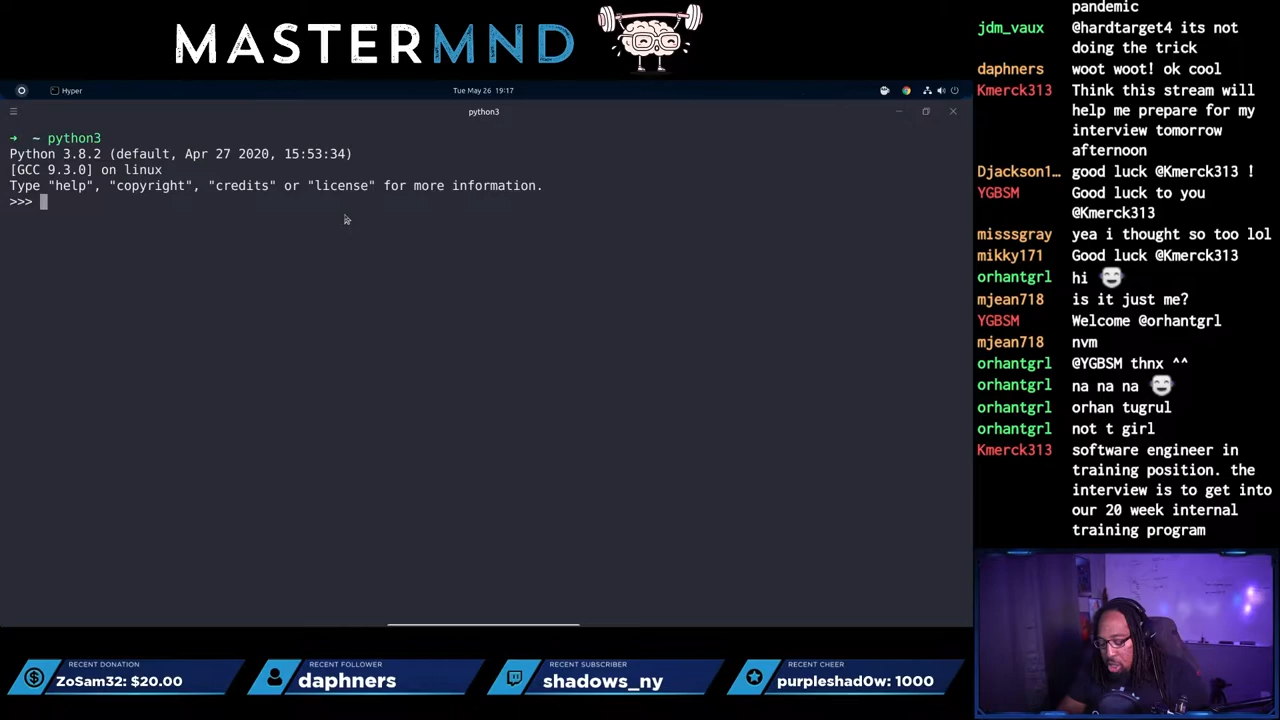 MASTERMND
Hyper
Tue May 26 19:17
python3
→ ~ python3
Python 3.8.2 (default, Apr 27 2020, 15:53:34)
[GCC 9.3.0] on linux
Type "help", "copyright", "credits" or "license" for more information.
>>>
pandemic
jdm_vaux @hardtarget4 its not
doing the trick
daphners woot woot! ok cool
Kmerck313 Think this stream will
help me prepare for my
interview tomorrow
afternoon
Djackson1… good luck @Kmerck313 !
YGBSM Good luck to you
@Kmerck313
misssgray yea i thought so too lol
mikky171 Good luck @Kmerck313
orhantgrl hi
mjean718 is it just me?
YGBSM Welcome @orhantgrl
mjean718 nvm
orhantgrl @YGBSM thnx ^^
orhantgrl na na na
orhantgrl orhan tugrul
orhantgrl not t girl
Kmerck313 software engineer in
training position. the
interview is to get into
our 20 week internal
training program
RECENT DONATION
ZoSam32: $20.00
RECENT FOLLOWER
daphners
RECENT SUBSCRIBER
shadows_ny
RECENT CHEER
purpleshad0w: 1000